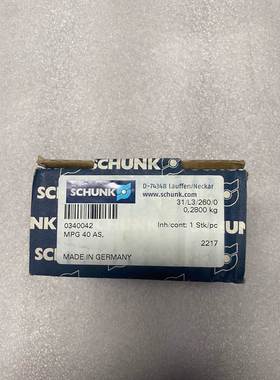 SCHUNK
SCHUNK
D-74348 Lauffen/Neckar
www.schunk.com
31/L3/260/0
0,2800 kg
0340042
Inh/cont: 1 Stk/pc
MPG 40 AS.
2217
MADE IN GERMANY